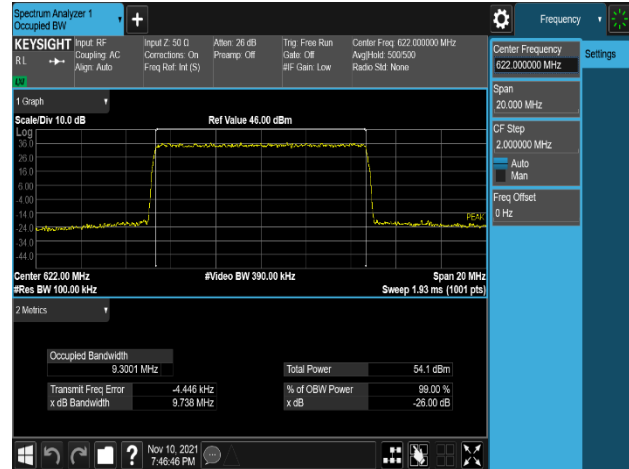 Spectrum Analyzer 1
Occupied BW
Frequency
KEYSIGHT
Input: RF
Input Z: 50 Ω
Atten: 26 dB
Trig: Free Run
Center Freq: 622.000000 MHz
R L
Coupling: AC
Corrections: On
Preamp: Off
Gate: Off
Avg|Hold: 500/500
Align: Auto
Freq Ref: Int (S)
#IF Gain: Low
Radio Std: None
Center Frequency
622.000000 MHz
Settings
Span
20.000 MHz
CF Step
2.000000 MHz
Auto
Man
Freq Offset
0 Hz
1 Graph
Scale/Div 10.0 dB
Ref Value 46.00 dBm
Log
36.0
26.0
16.0
6.00
-4.00
-14.0
-24.0
-34.0
-44.0
PEAK
Center 622.00 MHz
#Video BW 390.00 kHz
Span 20 MHz
#Res BW 100.00 kHz
Sweep 1.93 ms (1001 pts)
2 Metrics
Occupied Bandwidth
9.3001 MHz
Total Power
54.1 dBm
Transmit Freq Error
-4.446 kHz
% of OBW Power
99.00 %
x dB Bandwidth
9.738 MHz
x dB
-26.00 dB
?
Nov 10, 2021
7:46:46 PM